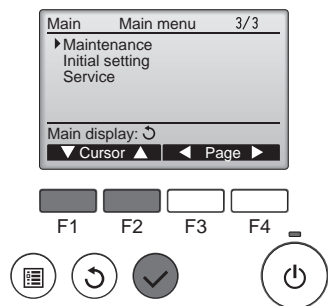 Main Main menu 3/3
Maintenance
Initial setting
Service
Main display:
Cursor Page
F1 F2 F3 F4